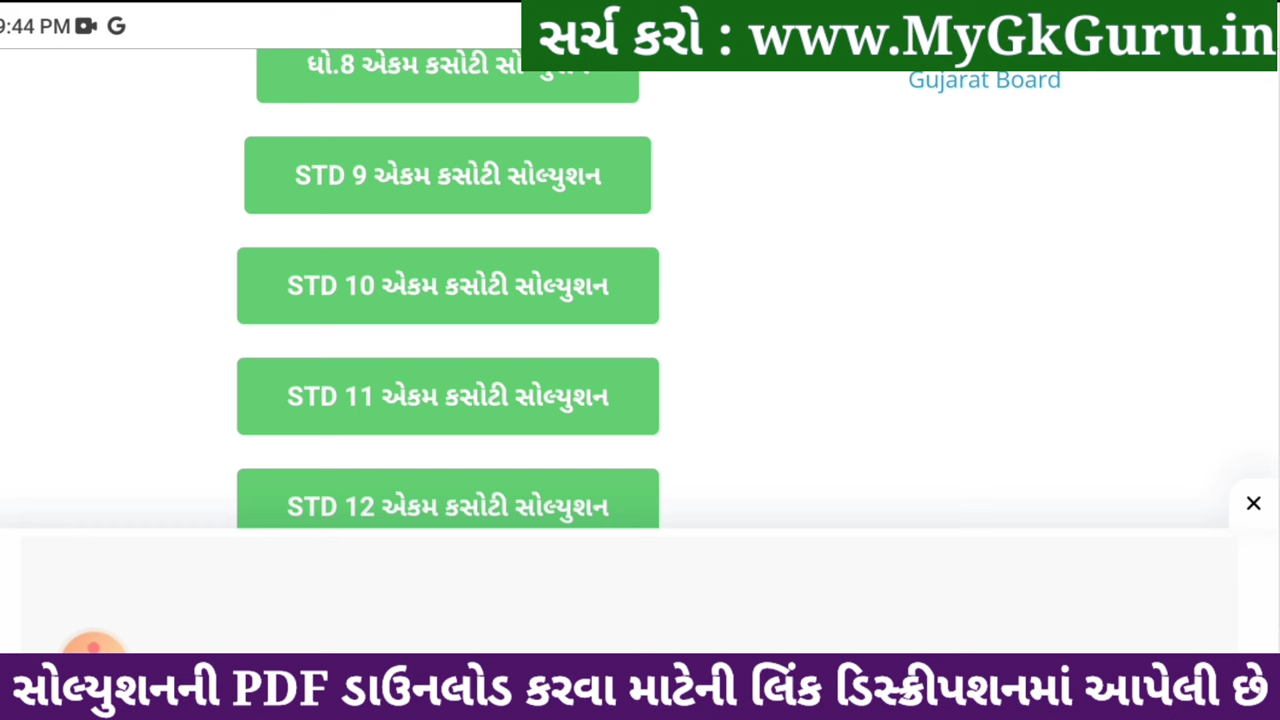 9:44 PM
સર્ચ કરો : www.MyGkGuru.in
ધો.8 એકમ કસોટી
Gujarat Board
STD 9 એકમ કસોટી સોલ્યુશન
STD 10 એકમ કસોટી સોલ્યુશન
STD 11 એકમ કસોટી સોલ્યુશન
STD 12 એકમ કસોટી સોલ્યુશન
સોલ્યુશનની PDF ડાઉનલોડ કરવા માટેની લિંક ડિસ્ક્રીપશનમાં આપેલી છે